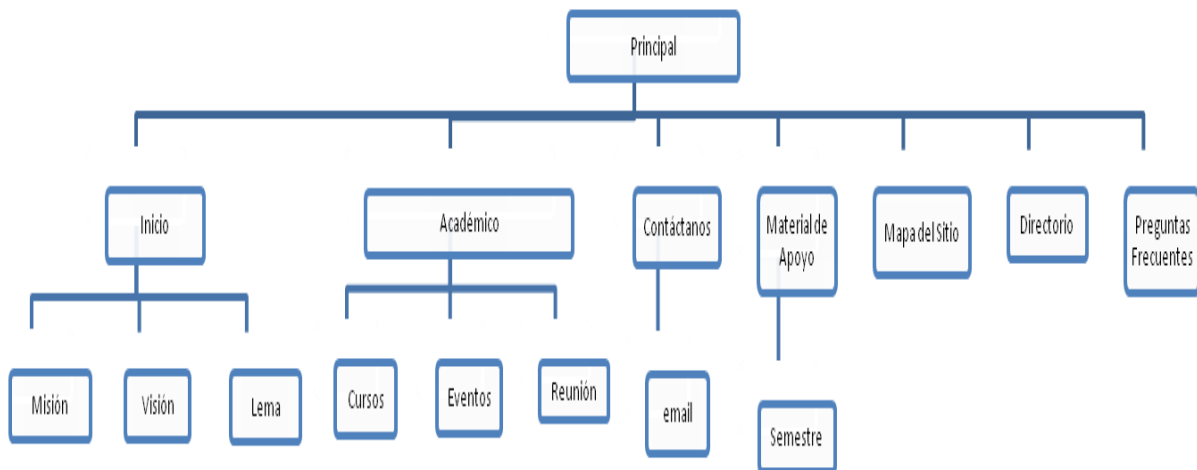 Principal
Inicio
Académico
Contáctanos
Material de
Apoyo
Mapa del Sitio
Directorio
Preguntas
Frecuentes
Misión
Visión
Lema
Cursos
Eventos
Reunión
email
Semestre